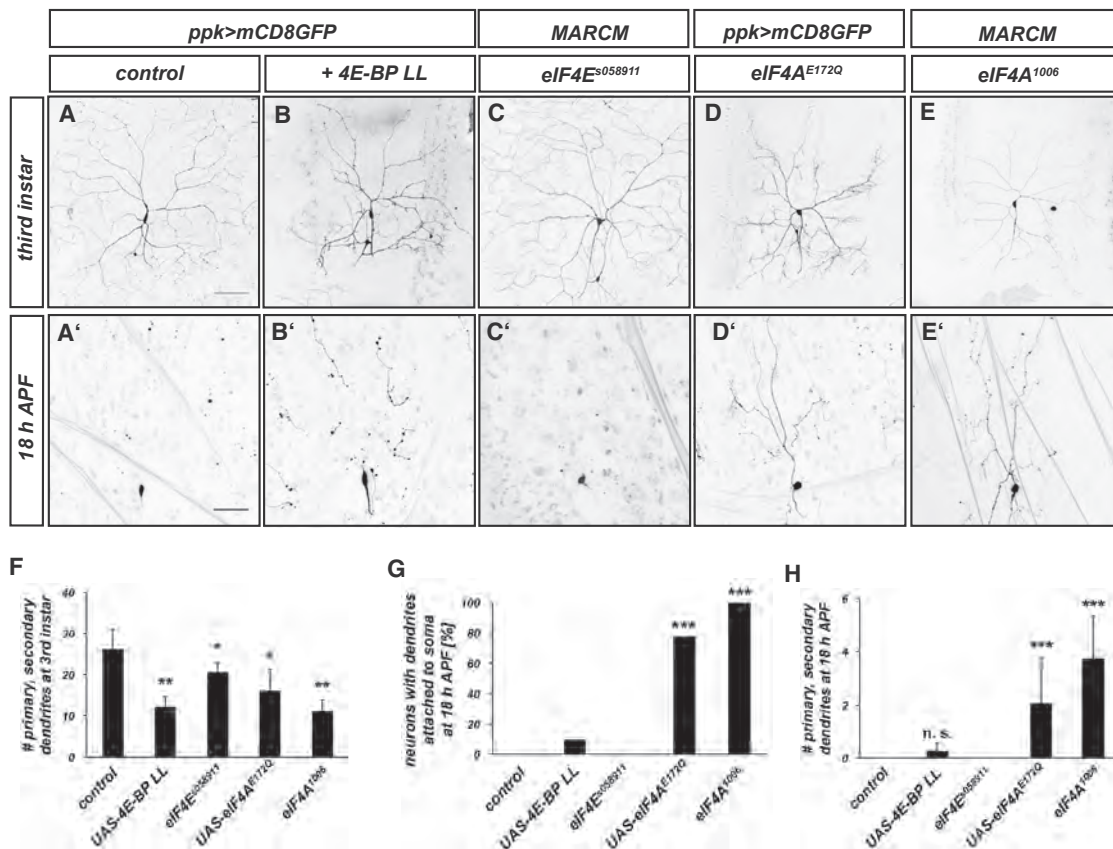 ppk>mCD8GFP MARCM ppk>mCD8GFP MARCM
control + 4E-BP LL eIF4E^s058911 eIF4A^E172Q eIF4A^1006
third instar
A B C D E
18 h APF
A' B' C' D' E'
F
# primary, secondary
dendrites at 3rd instar
40
30
20
10
0
** * * **
control UAS-4E-BP LL eIF4E^s058911 UAS-eIF4A^E172Q eIF4A^1006
G
neurons with dendrites
attached to soma
at 18 h APF [%]
100
80
60
40
20
0
*** ***
control UAS-4E-BP LL eIF4E^s058911 UAS-eIF4A^E172Q eIF4A^1006
H
# primary, secondary
dendrites at 18 h APF
6
4
2
0
n. s. *** ***
control UAS-4E-BP LL eIF4E^s058911 UAS-eIF4A^E172Q eIF4A^1006